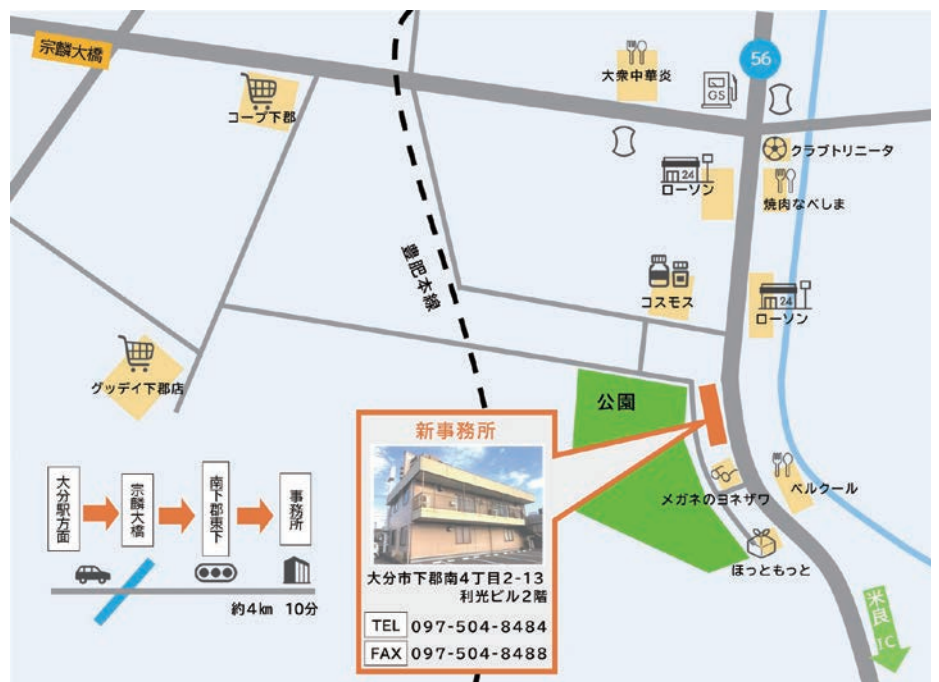 宗麟大橋
56
大衆中華炎
GS
コープ下郡
クラブトリニータ
24
ローソン
焼肉なべしま
豊肥本線
コスモス
24
ローソン
グッデイ下郡店
公園
新事務所
メガネのヨネザワ
ベルクール
ほっともっと
大分駅方面
宗麟大橋
南下郡東下
事務所
約4km 10分
大分市下郡南4丁目2-13
利光ビル2階
TEL 097-504-8484
FAX 097-504-8488
米良IC